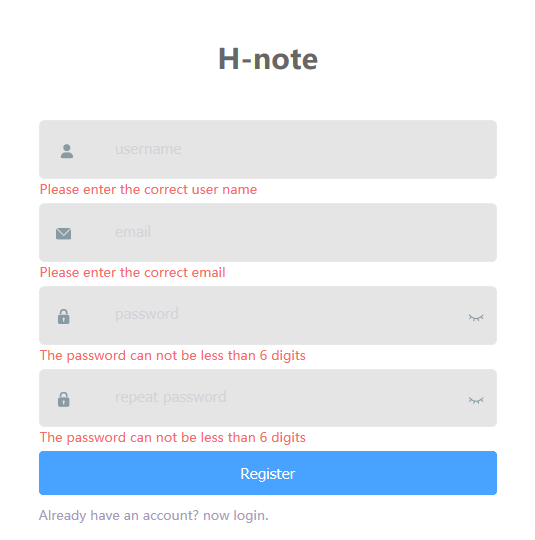 H-note
username
Please enter the correct user name
email
Please enter the correct email
password
The password can not be less than 6 digits
repeat password
The password can not be less than 6 digits
Register
Already have an account? now login.